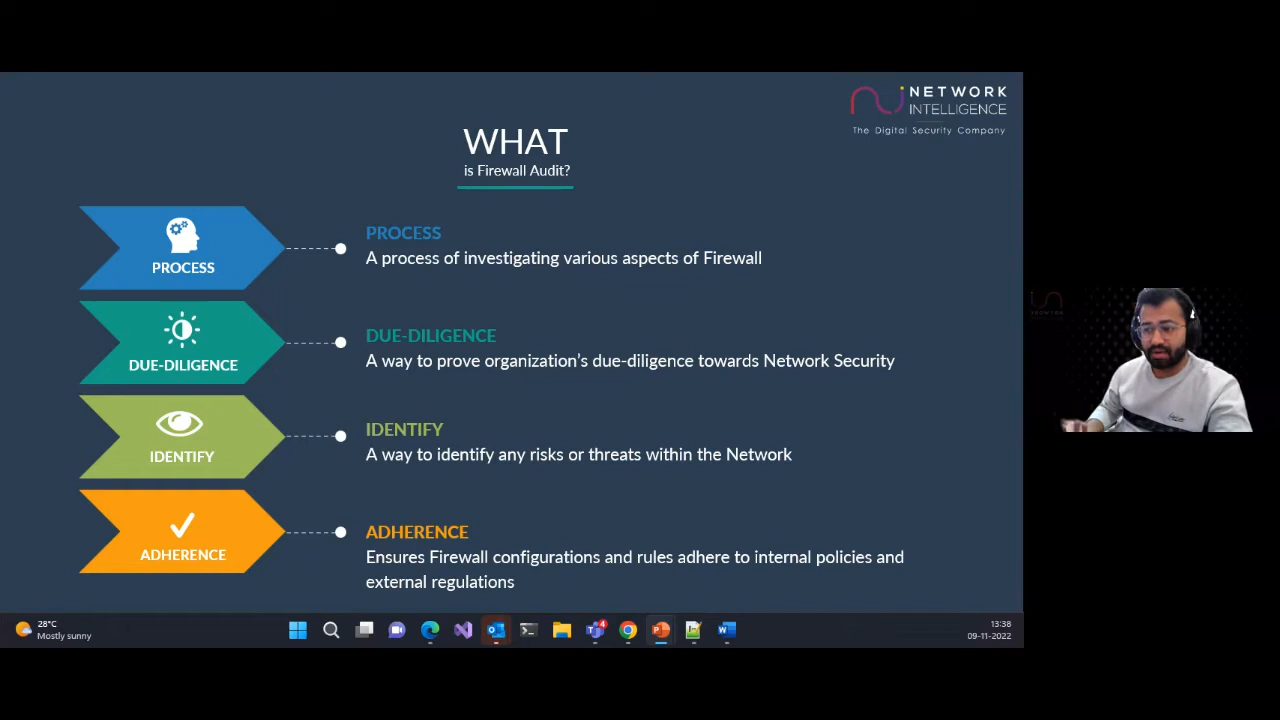 NETWORK
INTELLIGENCE
The Digital Security Company
WHAT
is Firewall Audit?
PROCESS
PROCESS
A process of investigating various aspects of Firewall
DUE-DILIGENCE
DUE-DILIGENCE
A way to prove organization's due-diligence towards Network Security
IDENTIFY
IDENTIFY
A way to identify any risks or threats within the Network
ADHERENCE
ADHERENCE
Ensures Firewall configurations and rules adhere to internal policies and
external regulations
28°C
Mostly sunny
4
13:38
09-11-2022